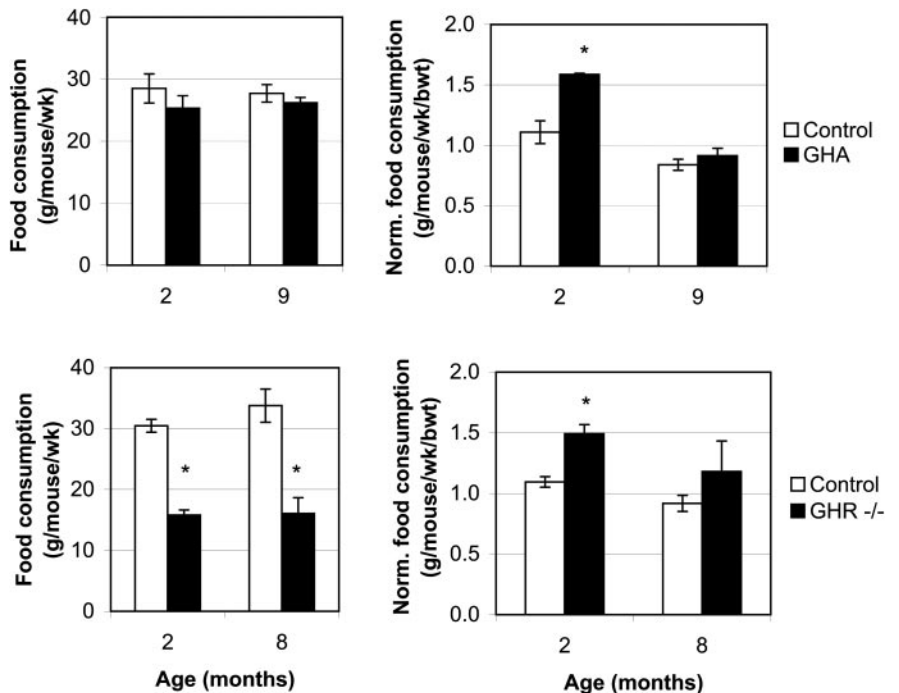 Food consumption
(g/mouse/wk)
40
30
20
10
0
2
9
Norm. food consumption
(g/mouse/wk/bwt)
2.0
1.5
1.0
0.5
0.0
*
2
9
Control
GHA
Food consumption
(g/mouse/wk)
40
30
20
10
0
*
*
2
8
Age (months)
Norm. food consumption
(g/mouse/wk/bwt)
2.0
1.5
1.0
0.5
0.0
*
2
8
Age (months)
Control
GHR -/-